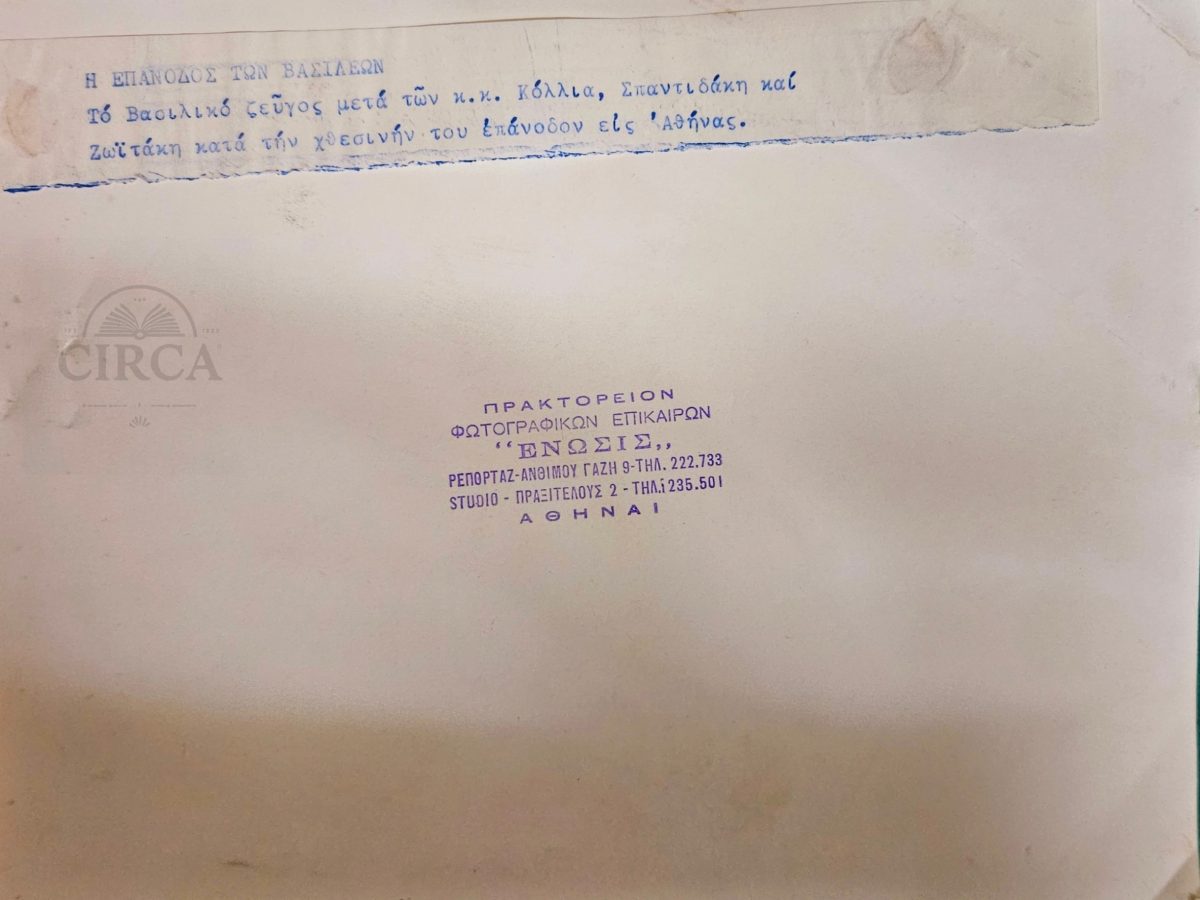 Η ΕΠΑΝΟΔΟΣ ΤΩΝ ΒΑΣΙΛΕΩΝ
Τό Βασιλικό ζεῦγος μετά τῶν κ.κ. Κόλλια, Σπαντιδάκη καί
Ζωϊτάκη κατά τήν χθεσινήν του ἐπάνοδον εἰς Ἀθήνας.
CIRCA
ΠΡΑΚΤΟΡΕΙΟΝ
ΦΩΤΟΓΡΑΦΙΚΩΝ ΕΠΙΚΑΙΡΩΝ
“ΕΝΩΣΙΣ„
ΡΕΠΟΡΤΑΖ-ΑΝΘΙΜΟΥ ΓΑΖΗ 9-ΤΗΛ. 222.733
STUDIO - ΠΡΑΞΙΤΕΛΟΥΣ 2 - ΤΗΛ. 235.501
ΑΘΗΝΑΙ